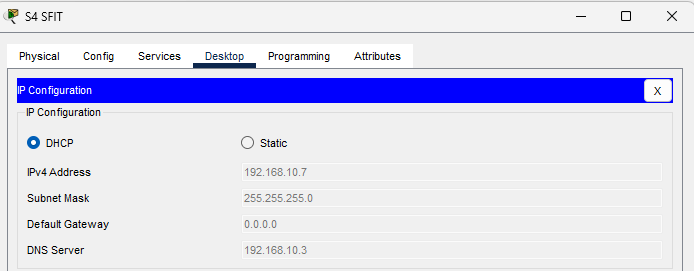 S4 SFIT
Physical Config Services Desktop Programming Attributes
IP Configuration X
IP Configuration
DHCP Static
IPv4 Address 192.168.10.7
Subnet Mask 255.255.255.0
Default Gateway 0.0.0.0
DNS Server 192.168.10.3